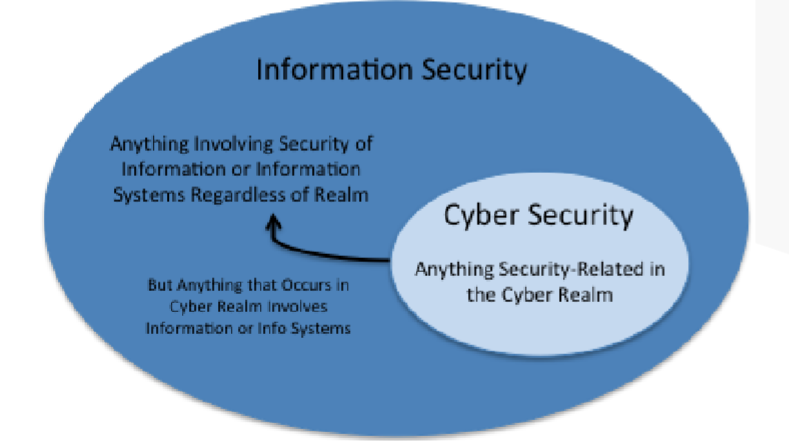 Information Security
Anything Involving Security of
Information or Information
Systems Regardless of Realm
Cyber Security
Anything Security-Related in
the Cyber Realm
But Anything that Occurs in
Cyber Realm Involves
Information or Info Systems